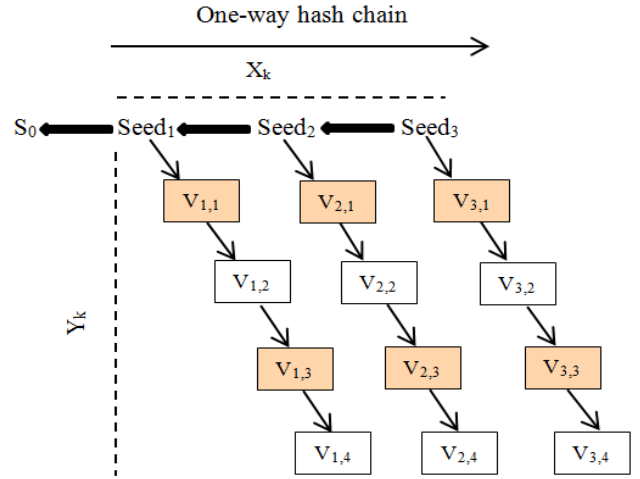 One-way hash chain
Xk
S0 Seed1 Seed2 Seed3
V1,1 V2,1 V3,1
V1,2 V2,2 V3,2
Yk
V1,3 V2,3 V3,3
V1,4 V2,4 V3,4